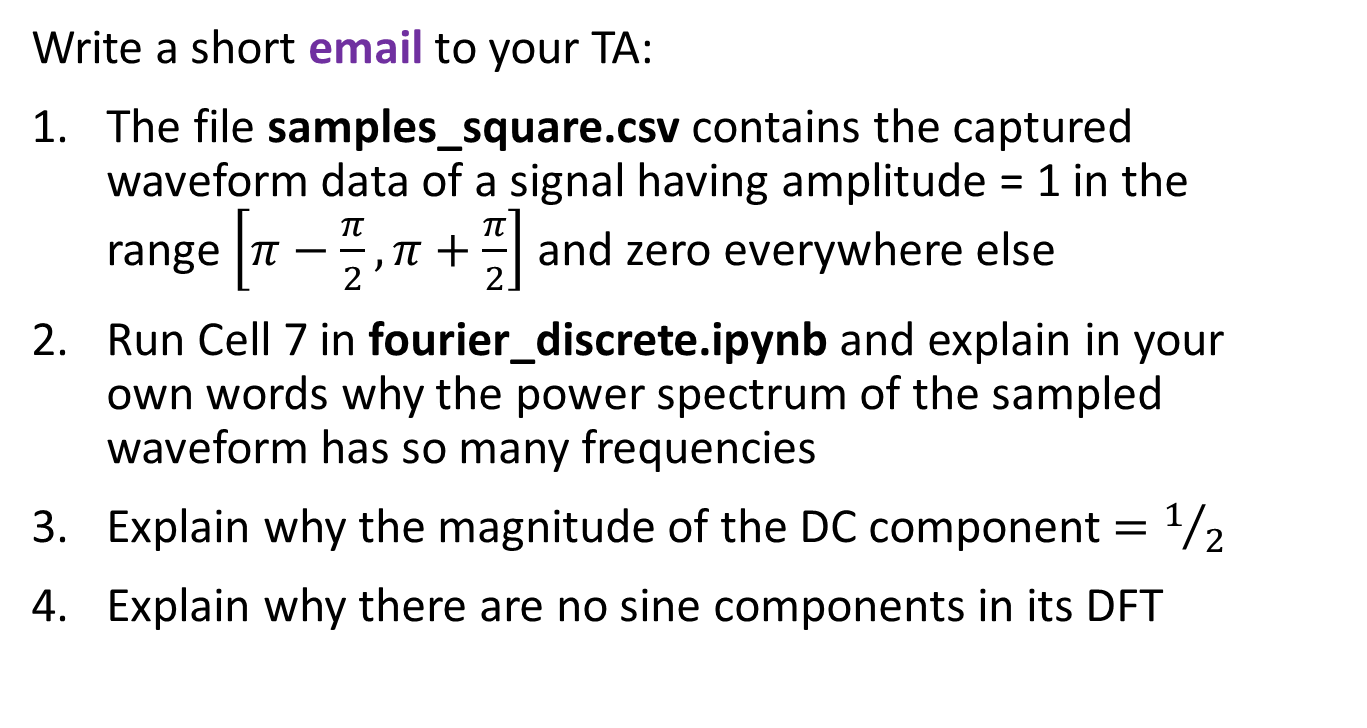 Write a short email to your TA:
1. The file samples_square.csv contains the captured
waveform data of a signal having amplitude = 1 in the
range [π − π/2, π + π/2] and zero everywhere else
2. Run Cell 7 in fourier_discrete.ipynb and explain in your
own words why the power spectrum of the sampled
waveform has so many frequencies
3. Explain why the magnitude of the DC component = 1/2
4. Explain why there are no sine components in its DFT